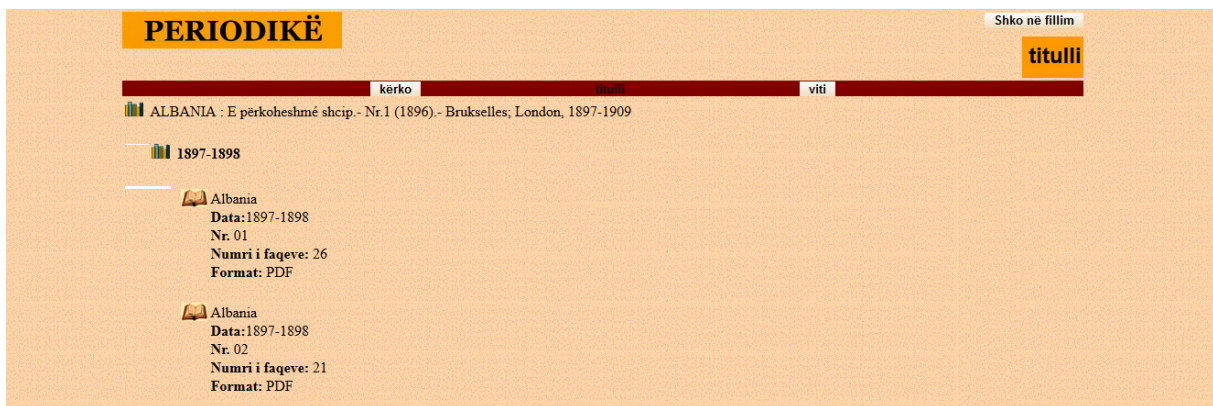 PERIODIKË
Shko në fillim
titulli
kërko
titulli
viti
ALBANIA : E përkoheshmé shcip.- Nr.1 (1896).- Brukselles; London, 1897-1909
1897-1898
Albania
Data:1897-1898
Nr. 01
Numri i faqeve: 26
Format: PDF
Albania
Data:1897-1898
Nr. 02
Numri i faqeve: 21
Format: PDF